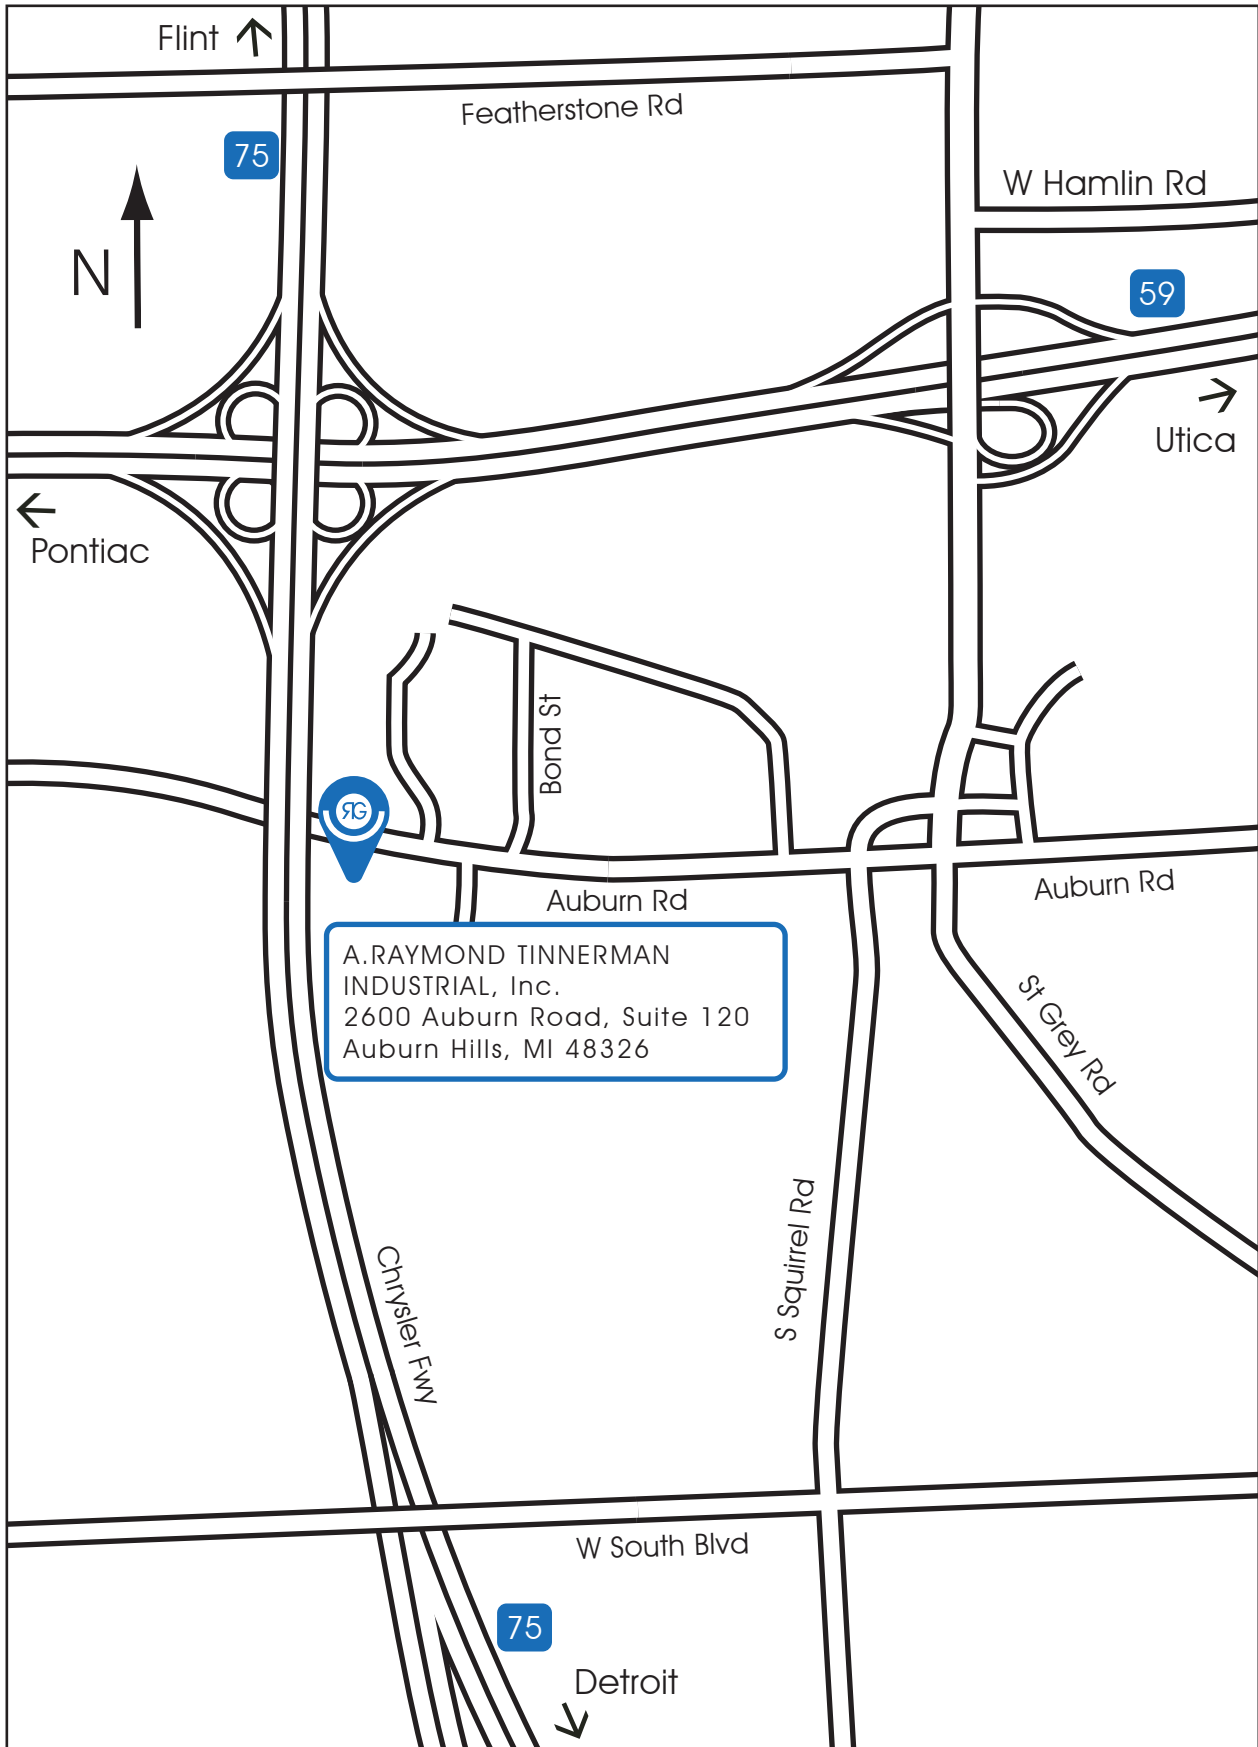 Flint
Featherstone Rd
75
W Hamlin Rd
N
59
Utica
Pontiac
Bond St
RG
Auburn Rd
Auburn Rd
A.RAYMOND TINNERMAN
INDUSTRIAL, Inc.
2600 Auburn Road, Suite 120
Auburn Hills, MI 48326
St Grey Rd
S Squirrel Rd
Chrysler Fwy
W South Blvd
75
Detroit